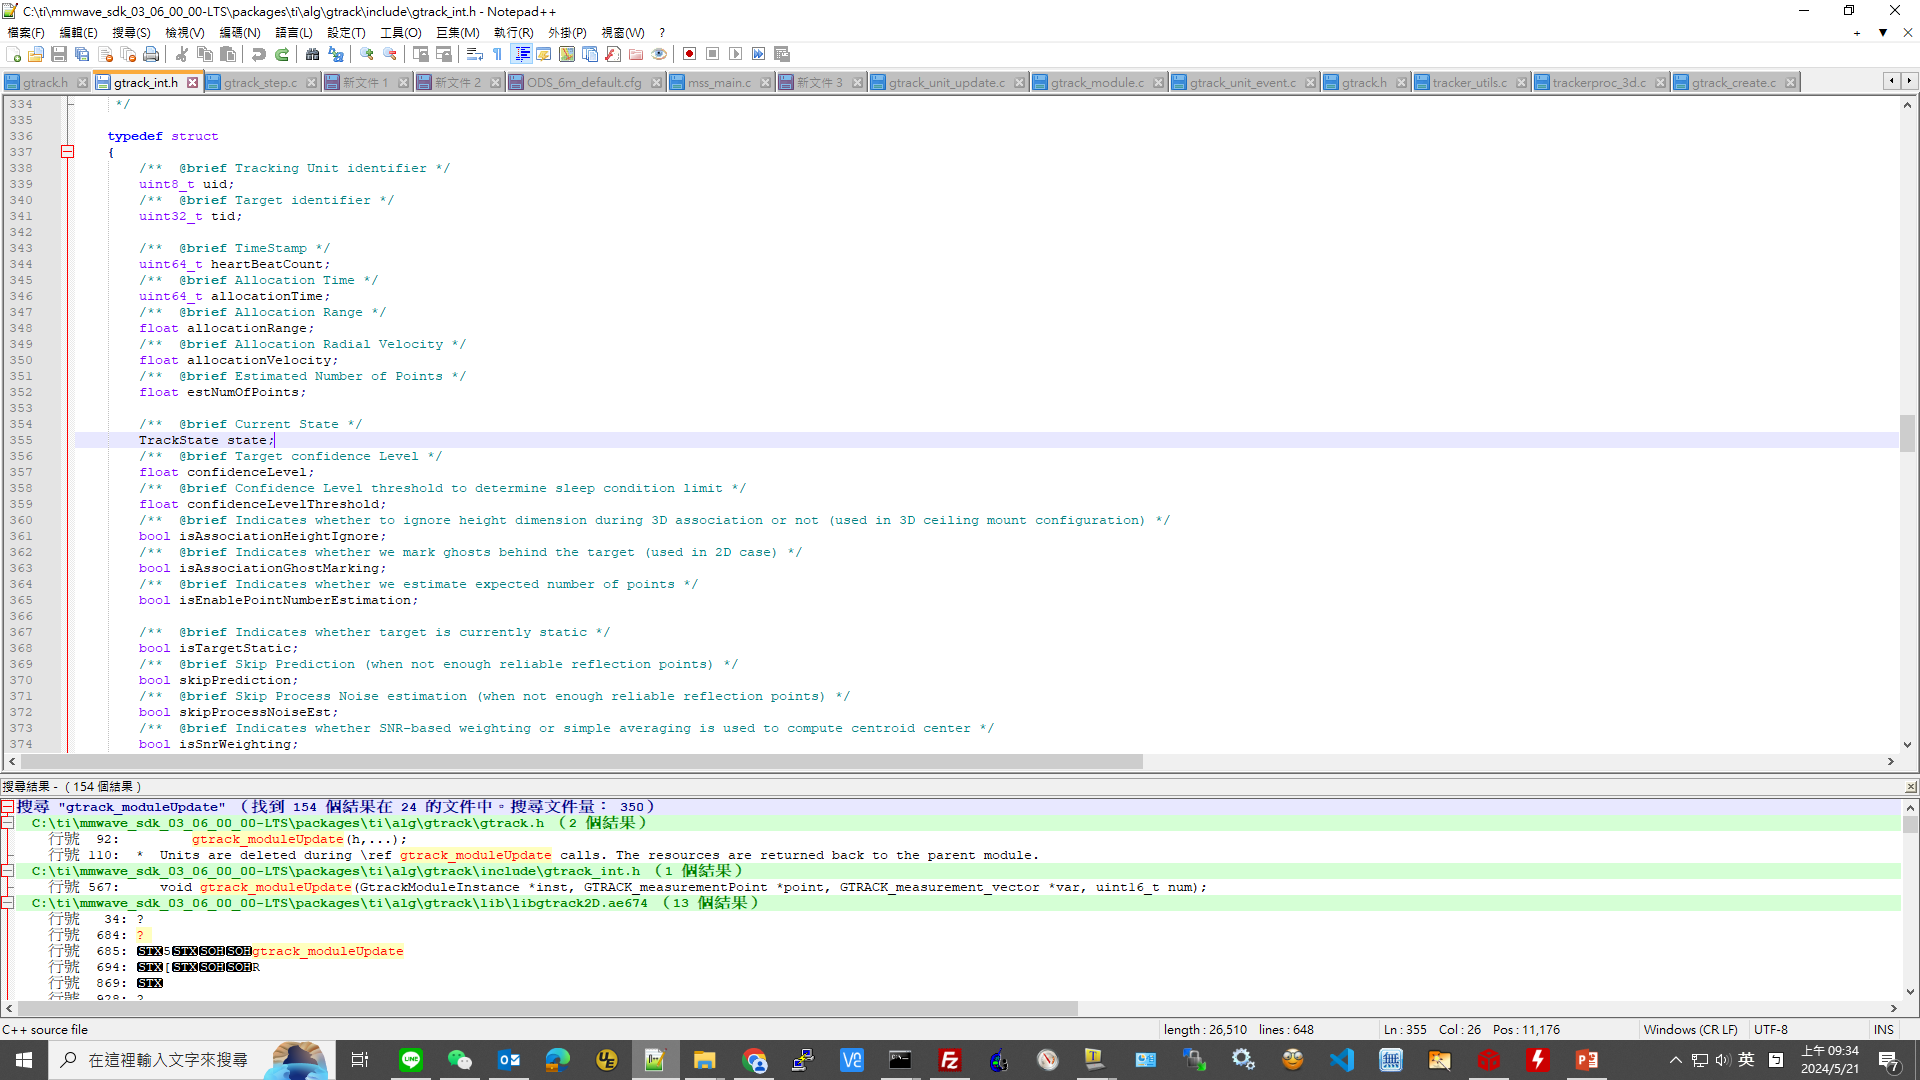 C:\ti\mmwave_sdk_03_06_00_00-LTS\packages\ti\alg\gtrack\include\gtrack_int.h - Notepad++
檔案(F) 編輯(E) 搜尋(S) 檢視(V) 編碼(N) 語言(L) 設定(T) 工具(O) 巨集(M) 執行(R) 外掛(P) 視窗(W) ?
gtrack.h gtrack_int.h gtrack_step.c 新文件 1 新文件 2 ODS_6m_default.cfg mss_main.c 新文件 3 gtrack_unit_update.c gtrack_module.c gtrack_unit_event.c gtrack.h tracker_utils.c trackerproc_3d.c gtrack_create.c
334 */
335
336 typedef struct
337 {
338 /** @brief Tracking Unit identifier */
339 uint8_t uid;
340 /** @brief Target identifier */
341 uint32_t tid;
342
343 /** @brief TimeStamp */
344 uint64_t heartBeatCount;
345 /** @brief Allocation Time */
346 uint64_t allocationTime;
347 /** @brief Allocation Range */
348 float allocationRange;
349 /** @brief Allocation Radial Velocity */
350 float allocationVelocity;
351 /** @brief Estimated Number of Points */
352 float estNumOfPoints;
353
354 /** @brief Current State */
355 TrackState state;
356 /** @brief Target confidence Level */
357 float confidenceLevel;
358 /** @brief Confidence Level threshold to determine sleep condition limit */
359 float confidenceLevelThreshold;
360 /** @brief Indicates whether to ignore height dimension during 3D association or not (used in 3D ceiling mount configuration) */
361 bool isAssociationHeightIgnore;
362 /** @brief Indicates whether we mark ghosts behind the target (used in 2D case) */
363 bool isAssociationGhostMarking;
364 /** @brief Indicates whether we estimate expected number of points */
365 bool isEnablePointNumberEstimation;
366
367 /** @brief Indicates whether target is currently static */
368 bool isTargetStatic;
369 /** @brief Skip Prediction (when not enough reliable reflection points) */
370 bool skipPrediction;
371 /** @brief Skip Process Noise estimation (when not enough reliable reflection points) */
372 bool skipProcessNoiseEst;
373 /** @brief Indicates whether SNR-based weighting or simple averaging is used to compute centroid center */
374 bool isSnrWeighting;
搜尋結果 - （154 個結果）
搜尋 "gtrack_moduleUpdate" （找到 154 個結果在 24 的文件中。搜尋文件量： 350）
C:\ti\mmwave_sdk_03_06_00_00-LTS\packages\ti\alg\gtrack\gtrack.h （2 個結果）
行號 92: gtrack_moduleUpdate(h,...);
行號 110: * Units are deleted during \ref gtrack_moduleUpdate calls. The resources are returned back to the parent module.
C:\ti\mmwave_sdk_03_06_00_00-LTS\packages\ti\alg\gtrack\include\gtrack_int.h （1 個結果）
行號 567: void gtrack_moduleUpdate(GtrackModuleInstance *inst, GTRACK_measurementPoint *point, GTRACK_measurement_vector *var, uint16_t num);
C:\ti\mmwave_sdk_03_06_00_00-LTS\packages\ti\alg\gtrack\lib\libgtrack2D.ae674 （13 個結果）
行號 34: ?
行號 684: ?
行號 685: STX5STXSOHSOHgtrack_moduleUpdate
行號 694: STX[STXSOHSOHR
行號 869: STX
行號 928: ?
C++ source file length : 26,510 lines : 648 Ln : 355 Col : 26 Pos : 11,176 Windows (CR LF) UTF-8 INS
在這裡輸入文字來搜尋 英 上午 09:34
2024/5/21 7